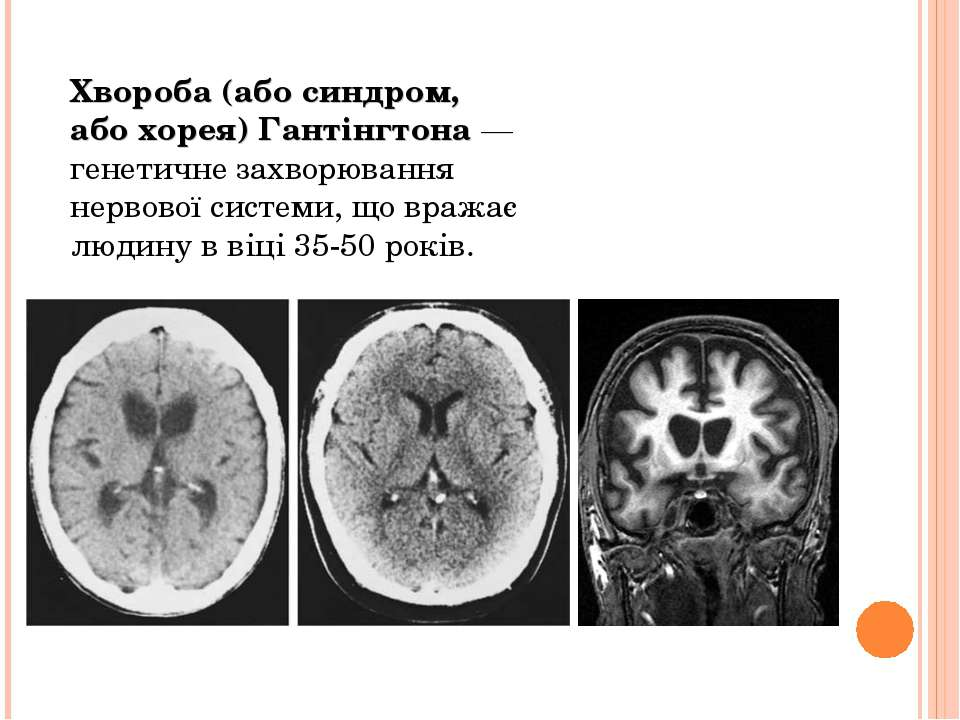 Хвороба (або синдром,
або хорея) Гантінгтона —
генетичне захворювання
нервової системи, що вражає
людину в віці 35-50 років.